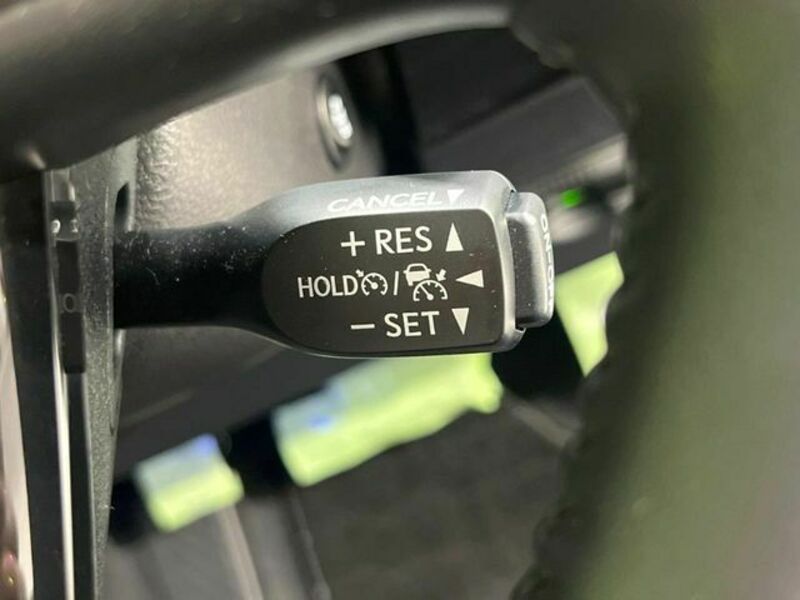 CANCEL▼
+ RES ▲
HOLD / ◄
– SET ▼